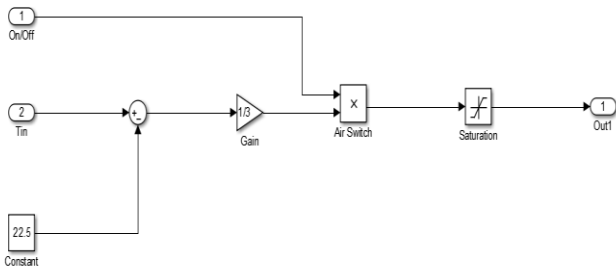 1
On/Off
2
Tin
+
-
1/3
Gain
X
Air Switch
Saturation
1
Out1
22.5
Constant